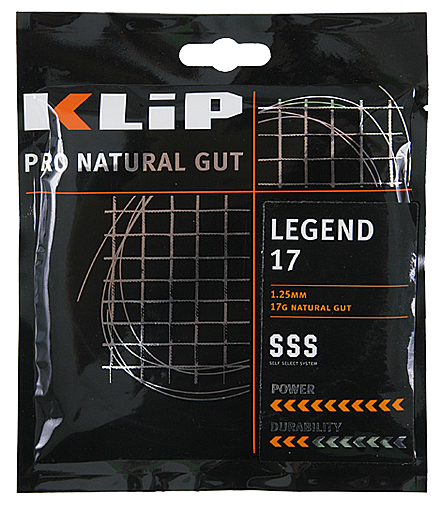 KLIP
PRO NATURAL GUT
LEGEND
17
1.25MM
17G NATURAL GUT
SSS
SELF SELECT SYSTEM
POWER
DURABILITY